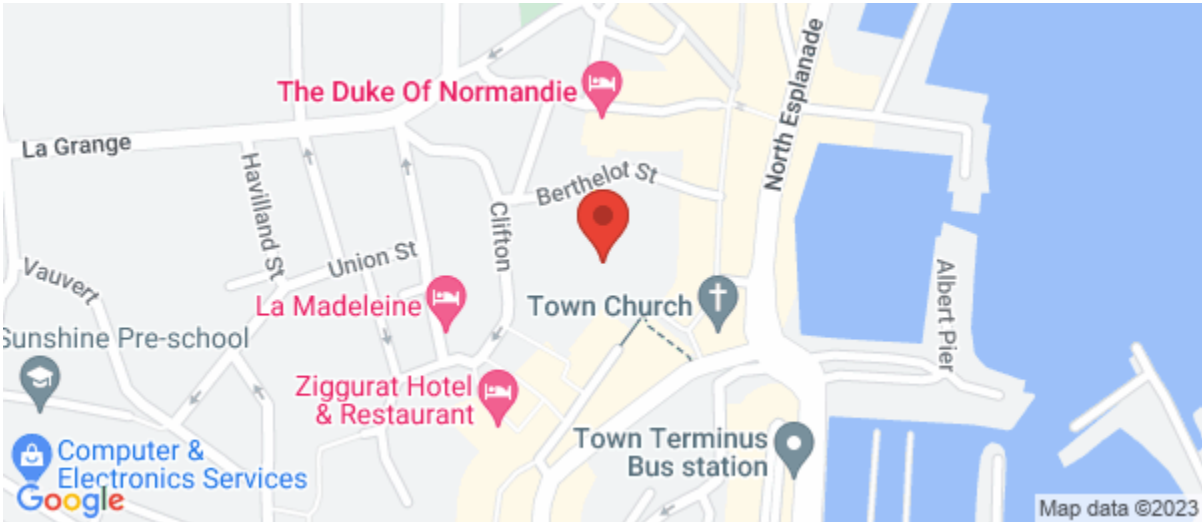 The Duke Of Normandie
North Esplanade
La Grange
Berthelot St
Havilland St
Clifton
Union St
Vauvert
La Madeleine
Town Church
Albert Pier
Sunshine Pre-school
Ziggurat Hotel
& Restaurant
Town Terminus
Bus station
Computer &
Electronics Services
Google
Map data ©2023